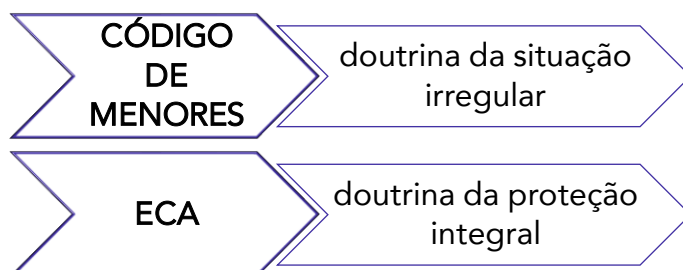 CÓDIGO
DE
MENORES
doutrina da situação
irregular
ECA
doutrina da proteção
integral